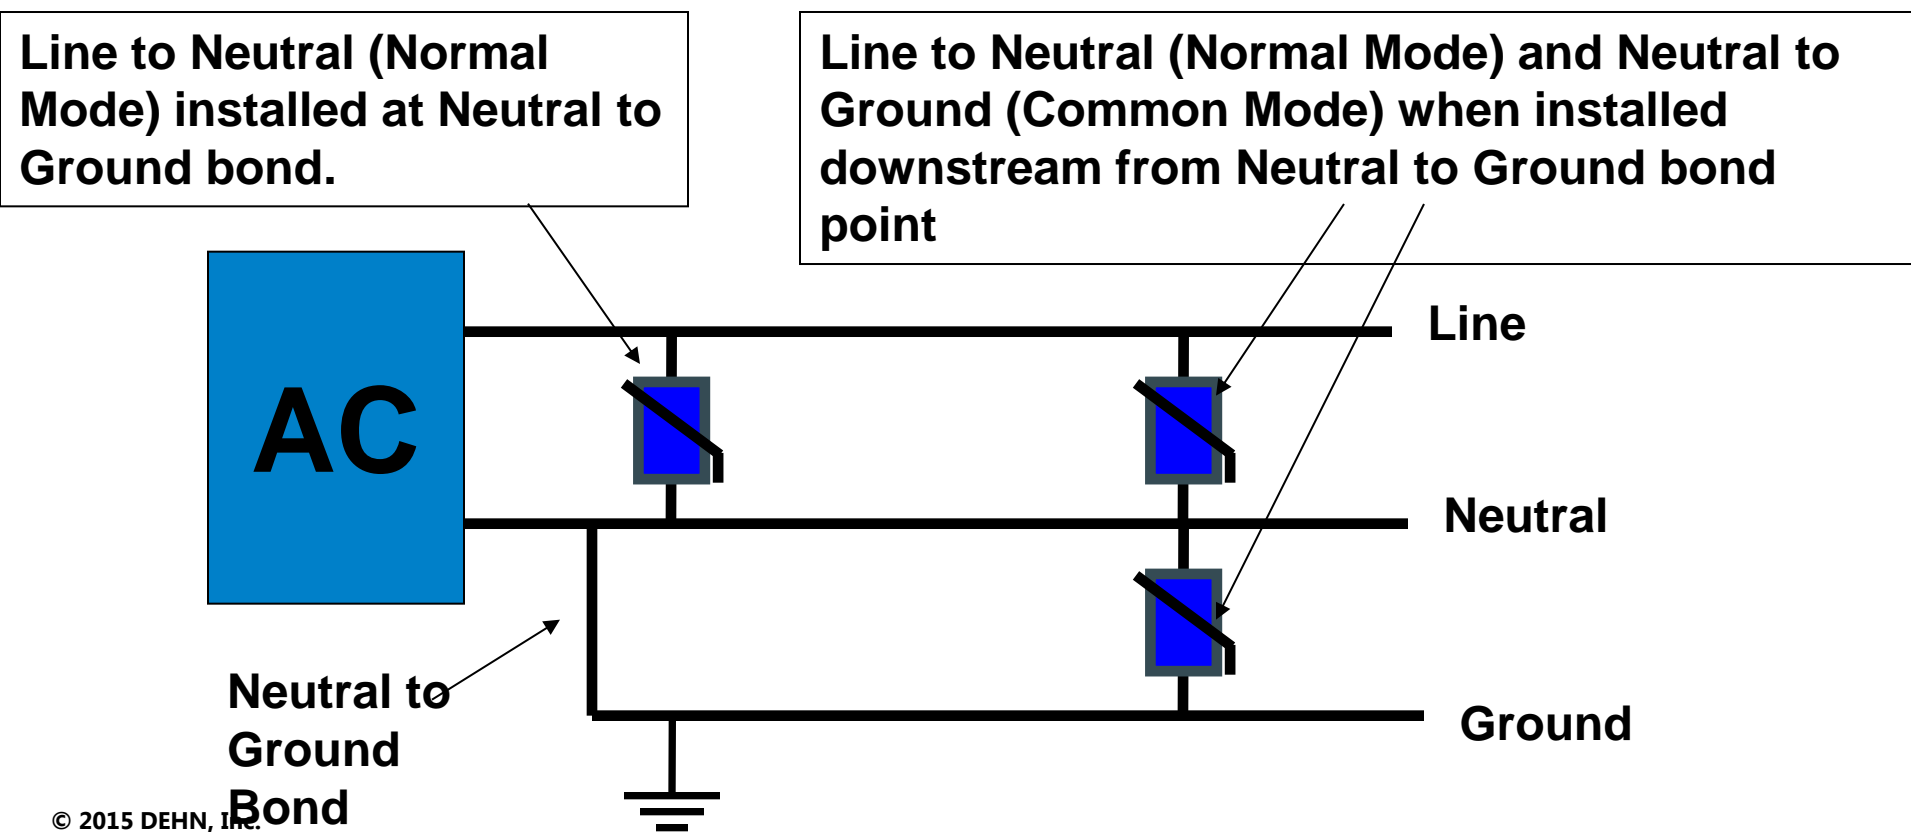 Line to Neutral (Normal
Mode) installed at Neutral to
Ground bond.
Line to Neutral (Normal Mode) and Neutral to
Ground (Common Mode) when installed
downstream from Neutral to Ground bond
point
Line
AC
Neutral
Neutral to
Ground
Bond
Ground
© 2015 DEHN, Inc.